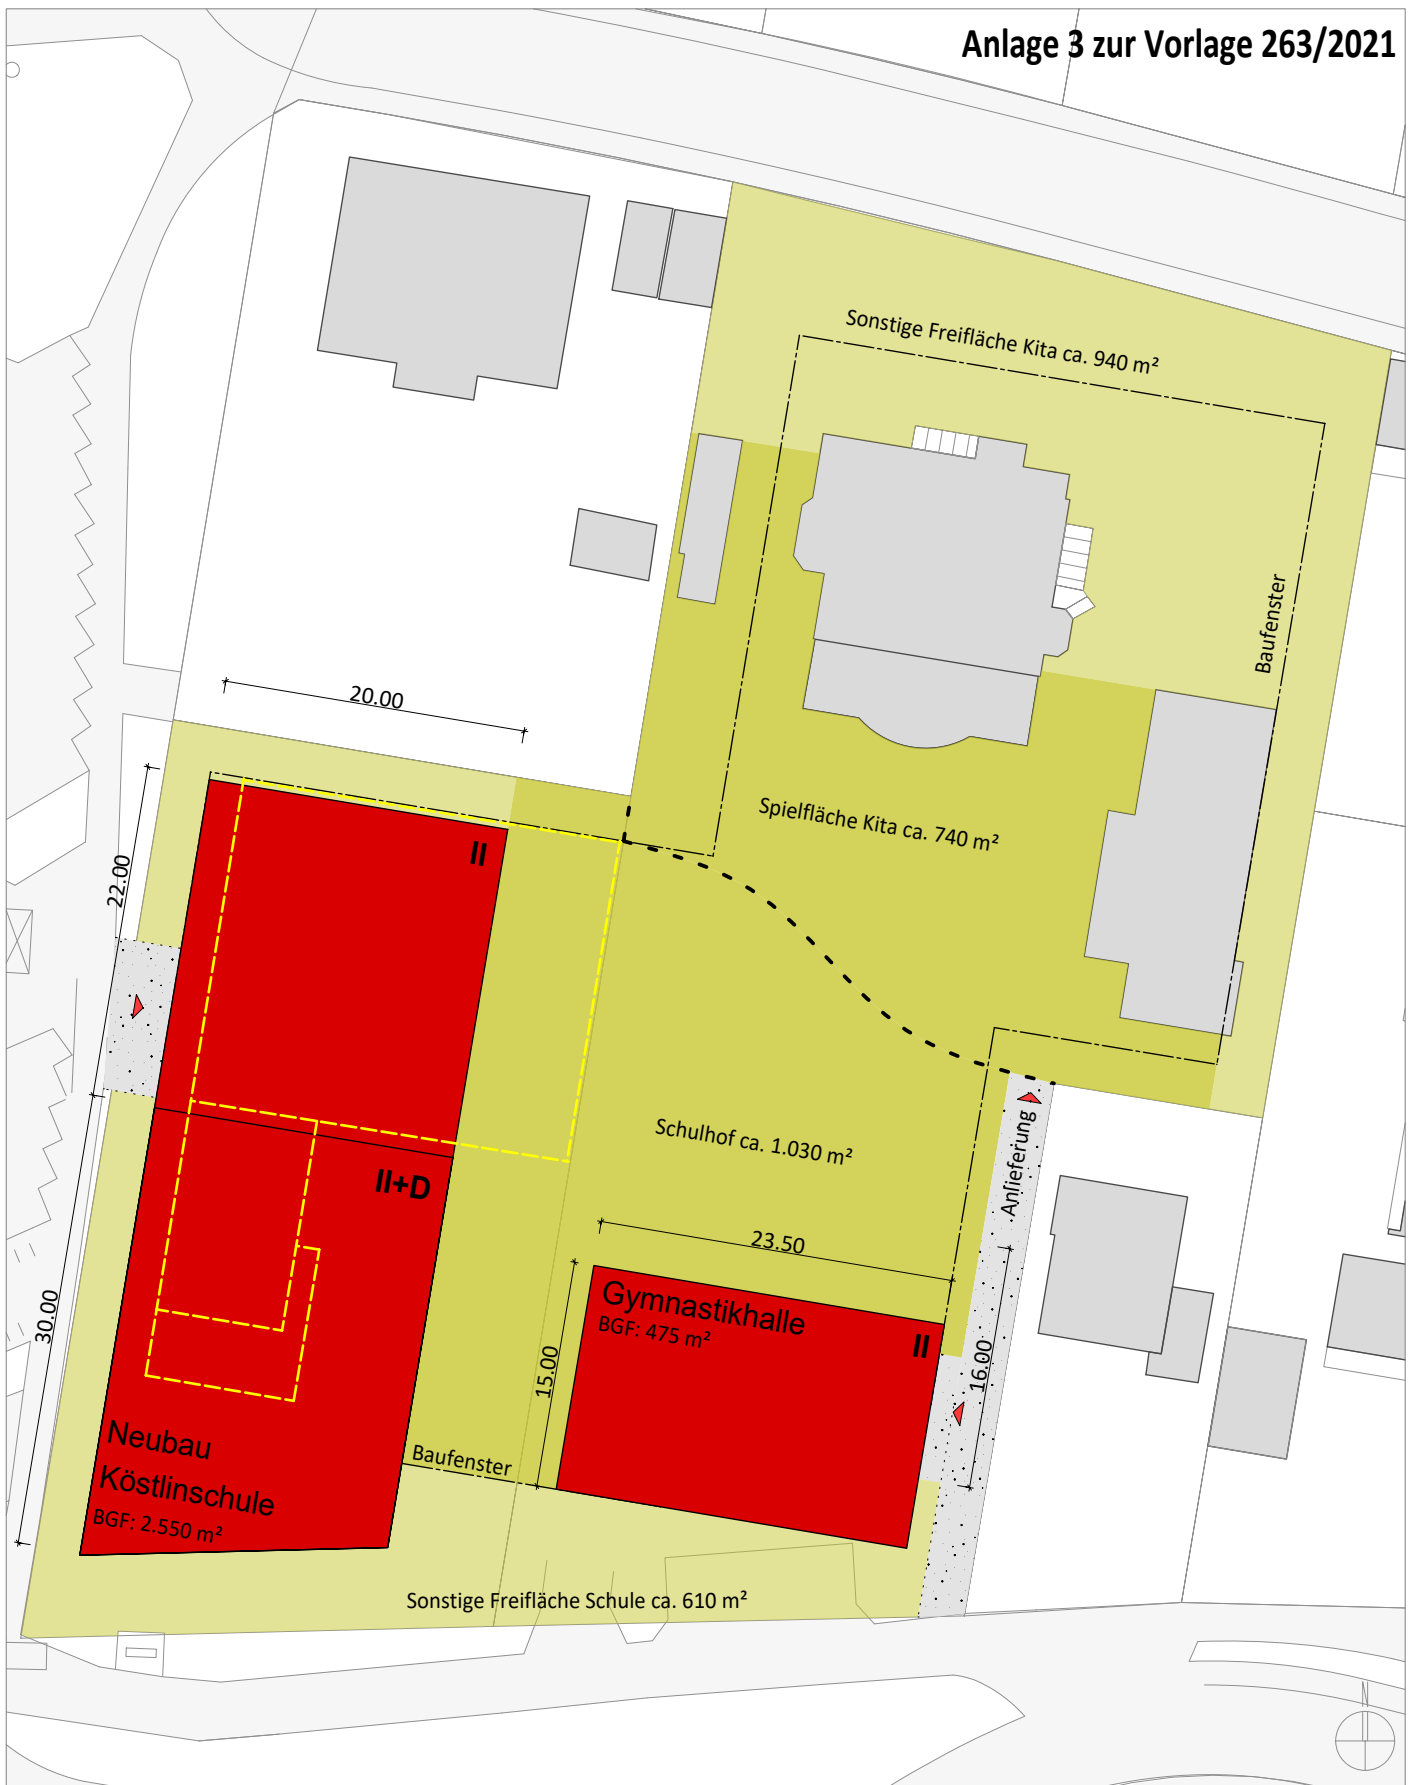 Anlage 3 zur Vorlage 263/2021
Sonstige Freifläche Kita ca. 940 m²
Baufenster
20.00
Spielfläche Kita ca. 740 m²
22.00
II
Schulhof ca. 1.030 m²
Anlieferung
II+D
23.50
Gymnastikhalle
BGF: 475 m²
II
30.00
15.00
16.00
Neubau
Köstlinschule
BGF: 2.550 m²
Baufenster
Sonstige Freifläche Schule ca. 610 m²
N